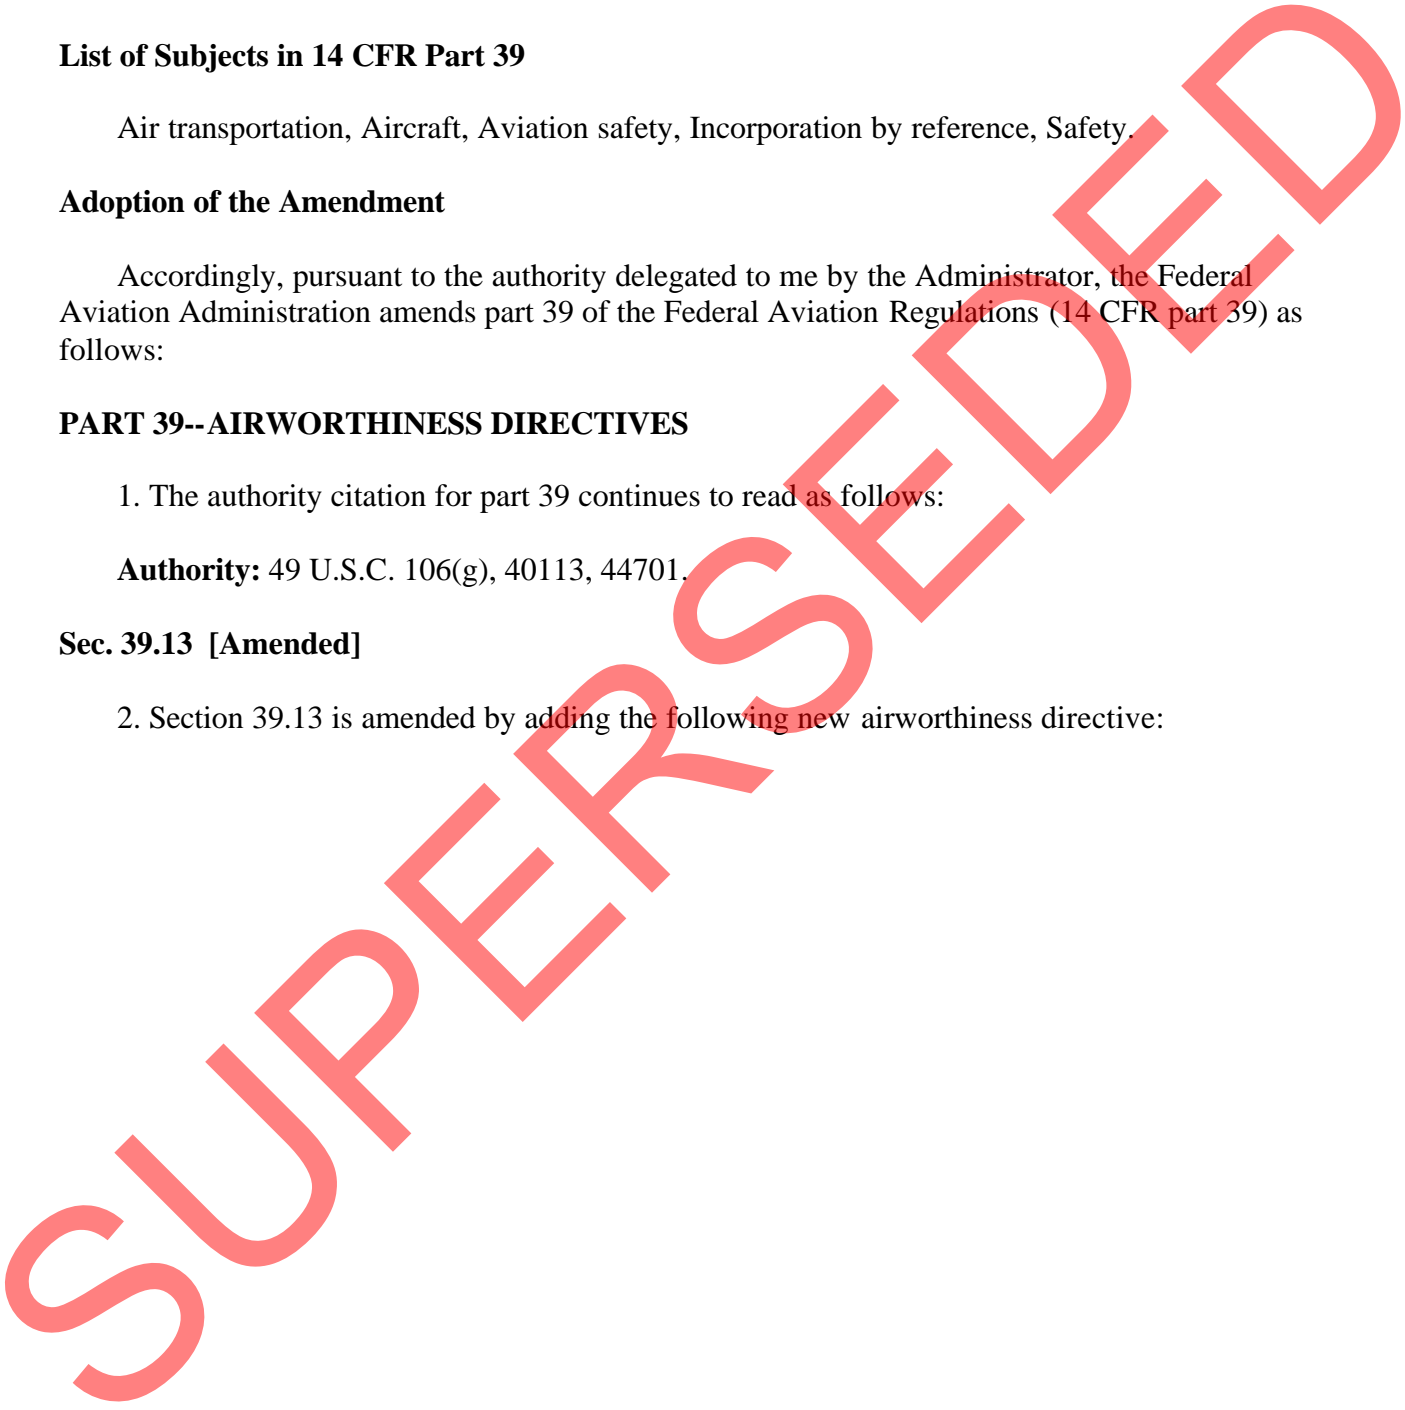 List of Subjects in 14 CFR Part 39
Air transportation, Aircraft, Aviation safety, Incorporation by reference, Safety.
Adoption of the Amendment
Accordingly, pursuant to the authority delegated to me by the Administrator, the Federal
Aviation Administration amends part 39 of the Federal Aviation Regulations (14 CFR part 39) as
follows:
PART 39--AIRWORTHINESS DIRECTIVES
1. The authority citation for part 39 continues to read as follows:
Authority: 49 U.S.C. 106(g), 40113, 44701.
Sec. 39.13 [Amended]
2. Section 39.13 is amended by adding the following new airworthiness directive:
SUPERSEDED